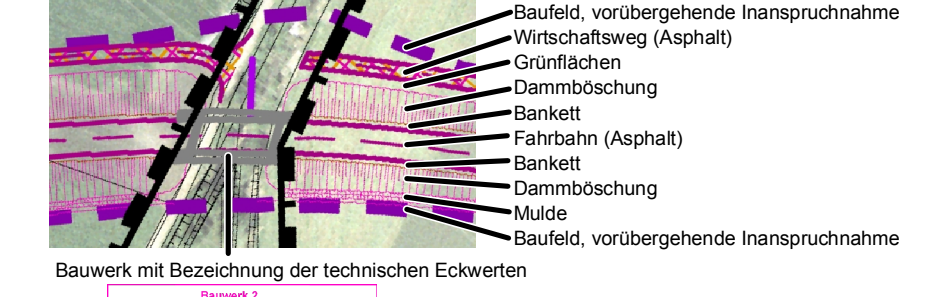 Baufeld, vorübergehende Inanspruchnahme
Wirtschaftsweg (Asphalt)
Grünflächen
Dammböschung
Bankett
Fahrbahn (Asphalt)
Bankett
Dammböschung
Mulde
Baufeld, vorübergehende Inanspruchnahme
Bauwerk mit Bezeichnung der technischen Eckwerten
Bauwerk 2